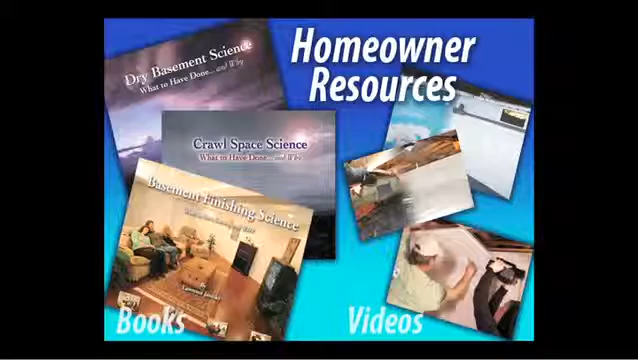 Homeowner
Resources
Dry Basement Science
What to Have Done... and Why
Crawl Space Science
What to Have Done... and Why
Basement Finishing Science
By
Books
Videos